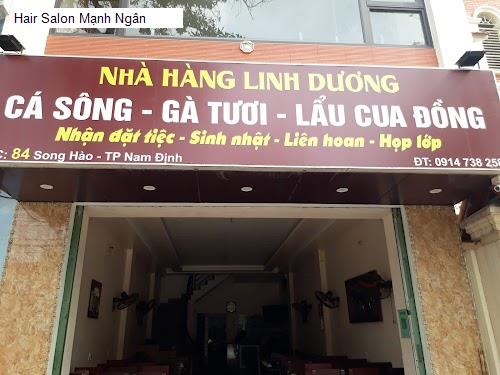 Hair Salon Mạnh Ngân
NHÀ HÀNG LINH DƯƠNG
CÁ SÔNG - GÀ TƯƠI - LẨU CUA ĐỒNG
Nhận đặt tiệc - Sinh nhật - Liên hoan - Họp lớp
C: 84 Song Hào - TP Nam Định
ĐT: 0914 738 258